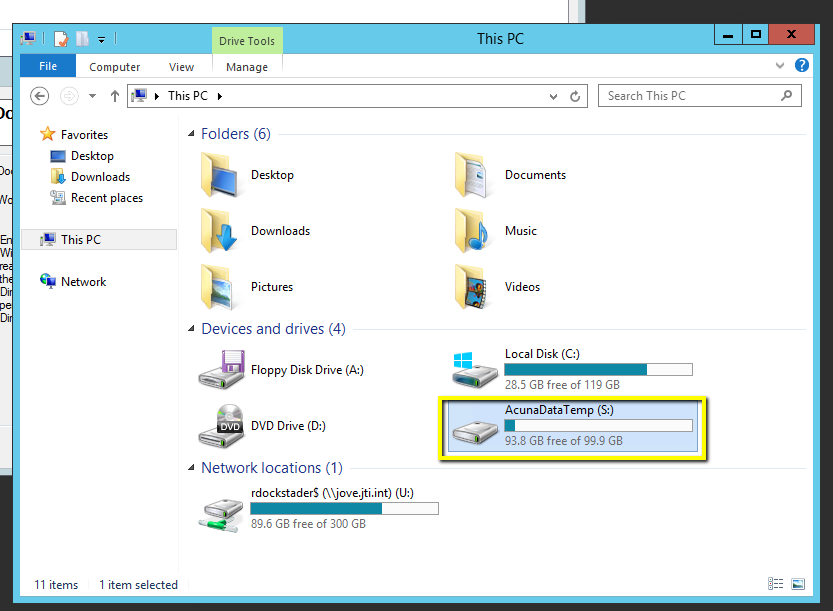 Drive Tools
This PC
File
Computer
View
Manage
This PC
Search This PC
Favorites
Desktop
Downloads
Recent places
This PC
Network
Folders (6)
Desktop
Documents
Downloads
Music
Pictures
Videos
Devices and drives (4)
Floppy Disk Drive (A:)
Local Disk (C:)
28.5 GB free of 119 GB
DVD
DVD Drive (D:)
AcunaDataTemp (S:)
93.8 GB free of 99.9 GB
Network locations (1)
rdockstader$ (\\jove.jti.int) (U:)
89.6 GB free of 300 GB
11 items
1 item selected